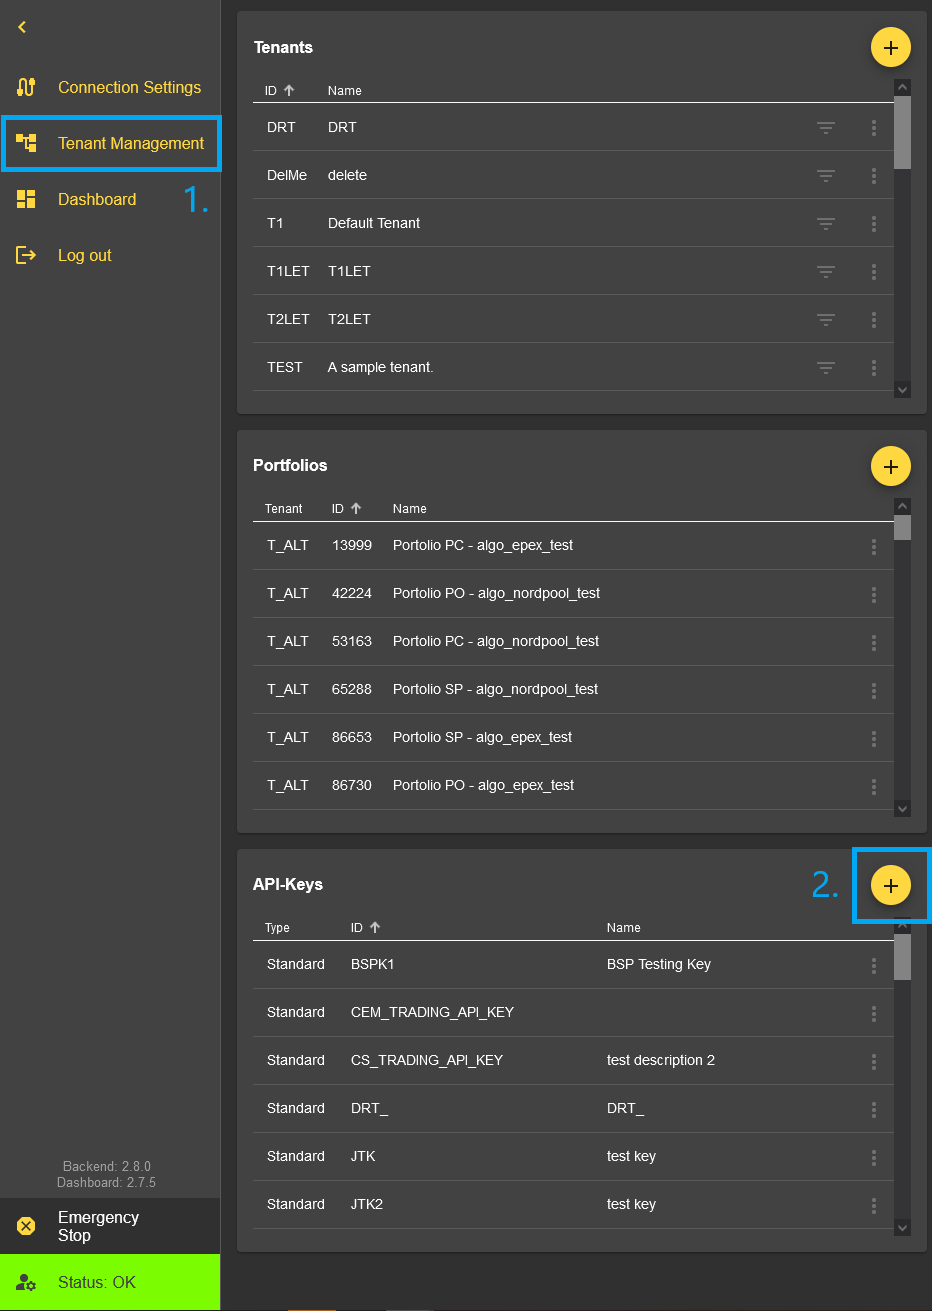 Connection Settings
Tenant Management
Dashboard
1.
Log out
Backend: 2.8.0
Dashboard: 2.7.5
Emergency
Stop
Status: OK
Tenants
ID Name
DRT DRT
DelMe delete
T1 Default Tenant
T1LET T1LET
T2LET T2LET
TEST A sample tenant.
Portfolios
Tenant ID Name
T_ALT 13999 Portolio PC - algo_epex_test
T_ALT 42224 Portolio PO - algo_nordpool_test
T_ALT 53163 Portolio PC - algo_nordpool_test
T_ALT 65288 Portolio SP - algo_nordpool_test
T_ALT 86653 Portolio SP - algo_epex_test
T_ALT 86730 Portolio PO - algo_epex_test
API-Keys
2.
Type ID Name
Standard BSPK1 BSP Testing Key
Standard CEM_TRADING_API_KEY
Standard CS_TRADING_API_KEY test description 2
Standard DRT_ DRT_
Standard JTK test key
Standard JTK2 test key